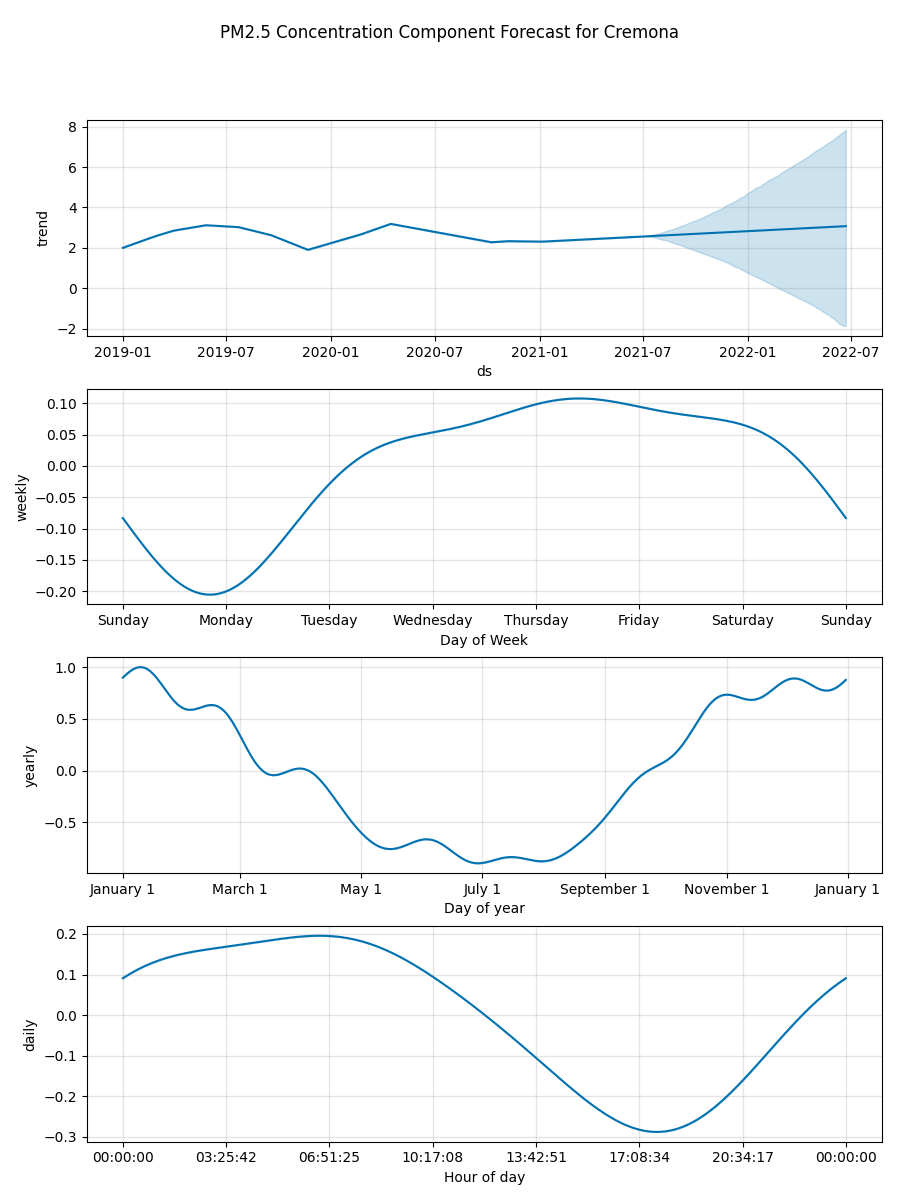 PM2.5 Concentration Component Forecast for Cremona
8
6
4
2
0
−2
trend
2019-01 2019-07 2020-01 2020-07 2021-01 2021-07 2022-01 2022-07
ds
0.10
0.05
0.00
−0.05
−0.10
−0.15
−0.20
weekly
Sunday Monday Tuesday Wednesday Thursday Friday Saturday Sunday
Day of Week
1.0
0.5
0.0
−0.5
yearly
January 1 March 1 May 1 July 1 September 1 November 1 January 1
Day of year
0.2
0.1
0.0
−0.1
−0.2
−0.3
daily
00:00:00 03:25:42 06:51:25 10:17:08 13:42:51 17:08:34 20:34:17 00:00:00
Hour of day